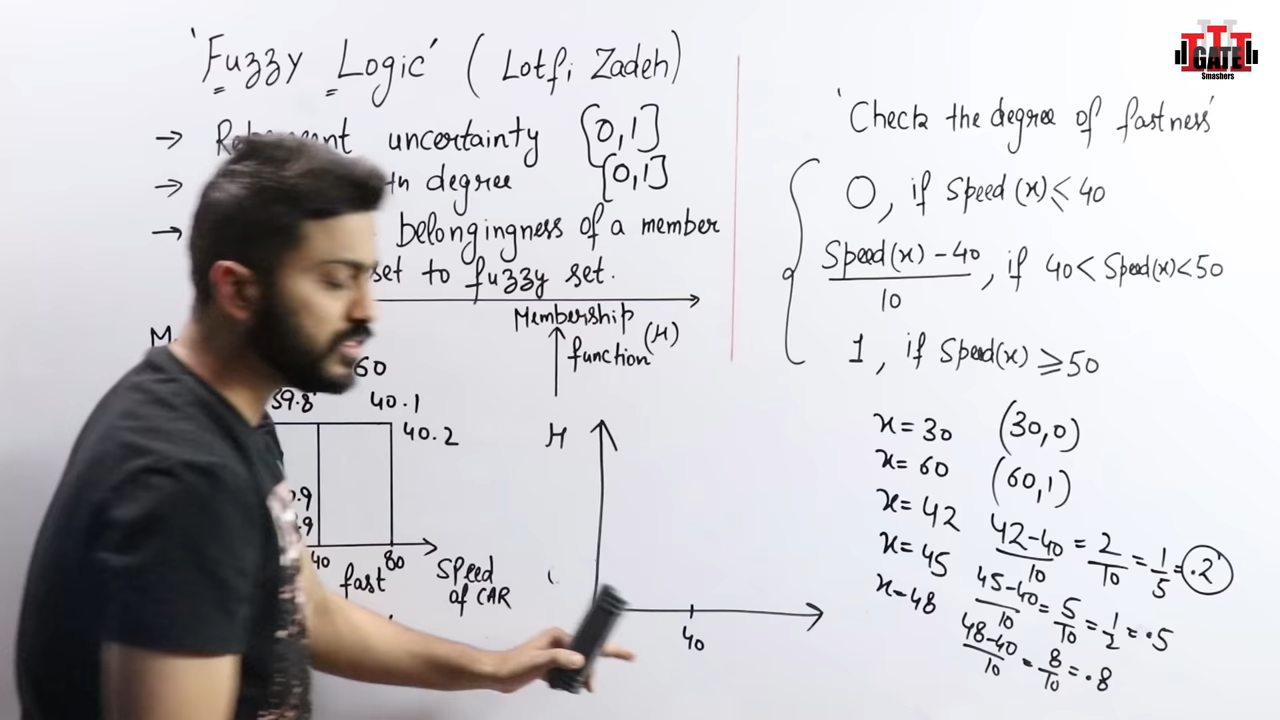 'Fuzzy Logic' (Lotfi Zadeh)
→ uncertainty {0,1]
→ degree [0,1]
→ belongingness of a member
set to fuzzy set.
Membership
function (μ)
60
39.8 40.1
40.2
.9
.9
40 80
fast
Speed
of CAR
μ
40
'Check the degree of fastness'
0, if Speed(x) ≤ 40
Speed(x) - 40
10
, if 40 < Speed(x) < 50
1, if Speed(x) ≥ 50
x = 30 (30,0)
x = 60 (60,1)
x = 42 42-40/10 = 2/10 = 1/5 = .2
x = 45 45-40/10 = 5/10 = 1/2 = .5
x - 48 48-40/10 = 8/10 = .8
GATE
Smashers